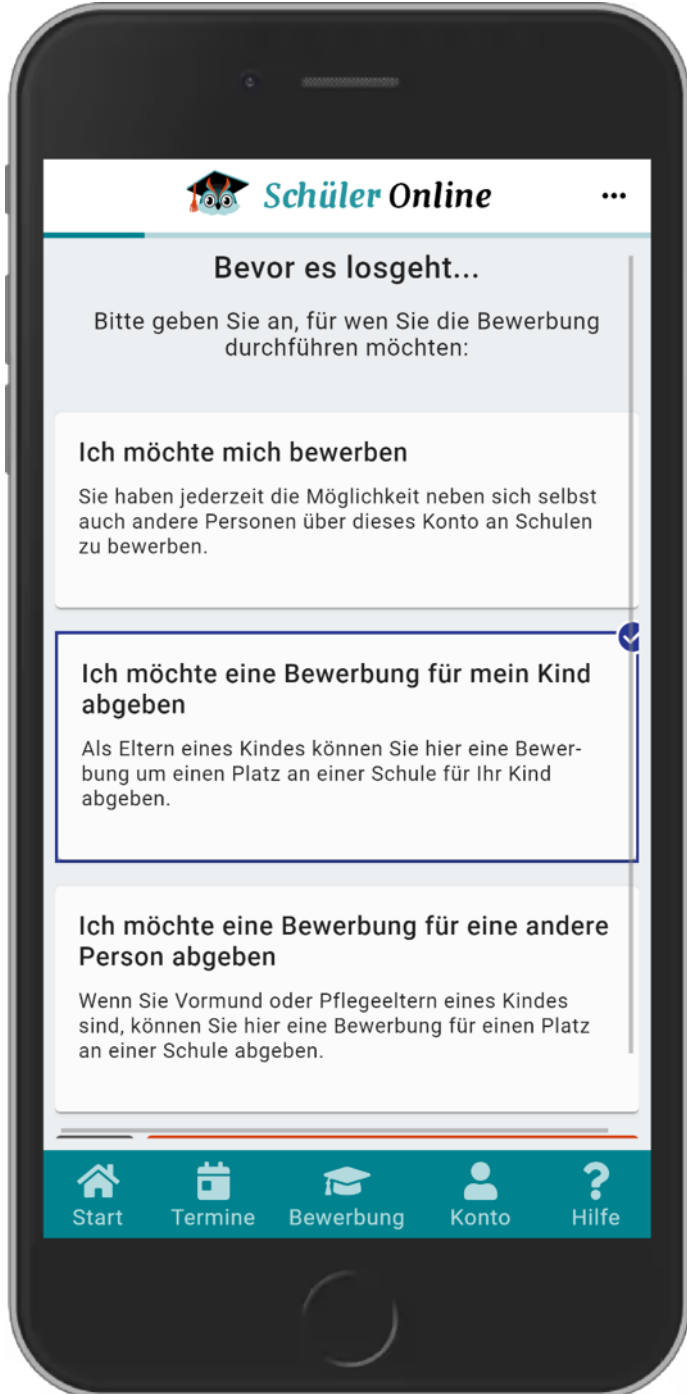 Schüler Online
Bevor es losgeht...
Bitte geben Sie an, für wen Sie die Bewerbung
durchführen möchten:
Ich möchte mich bewerben
Sie haben jederzeit die Möglichkeit neben sich selbst
auch andere Personen über dieses Konto an Schulen
zu bewerben.
Ich möchte eine Bewerbung für mein Kind
abgeben
Als Eltern eines Kindes können Sie hier eine Bewer-
bung um einen Platz an einer Schule für Ihr Kind
abgeben.
Ich möchte eine Bewerbung für eine andere
Person abgeben
Wenn Sie Vormund oder Pflegeeltern eines Kindes
sind, können Sie hier eine Bewerbung für einen Platz
an einer Schule abgeben.
Start Termine Bewerbung Konto Hilfe